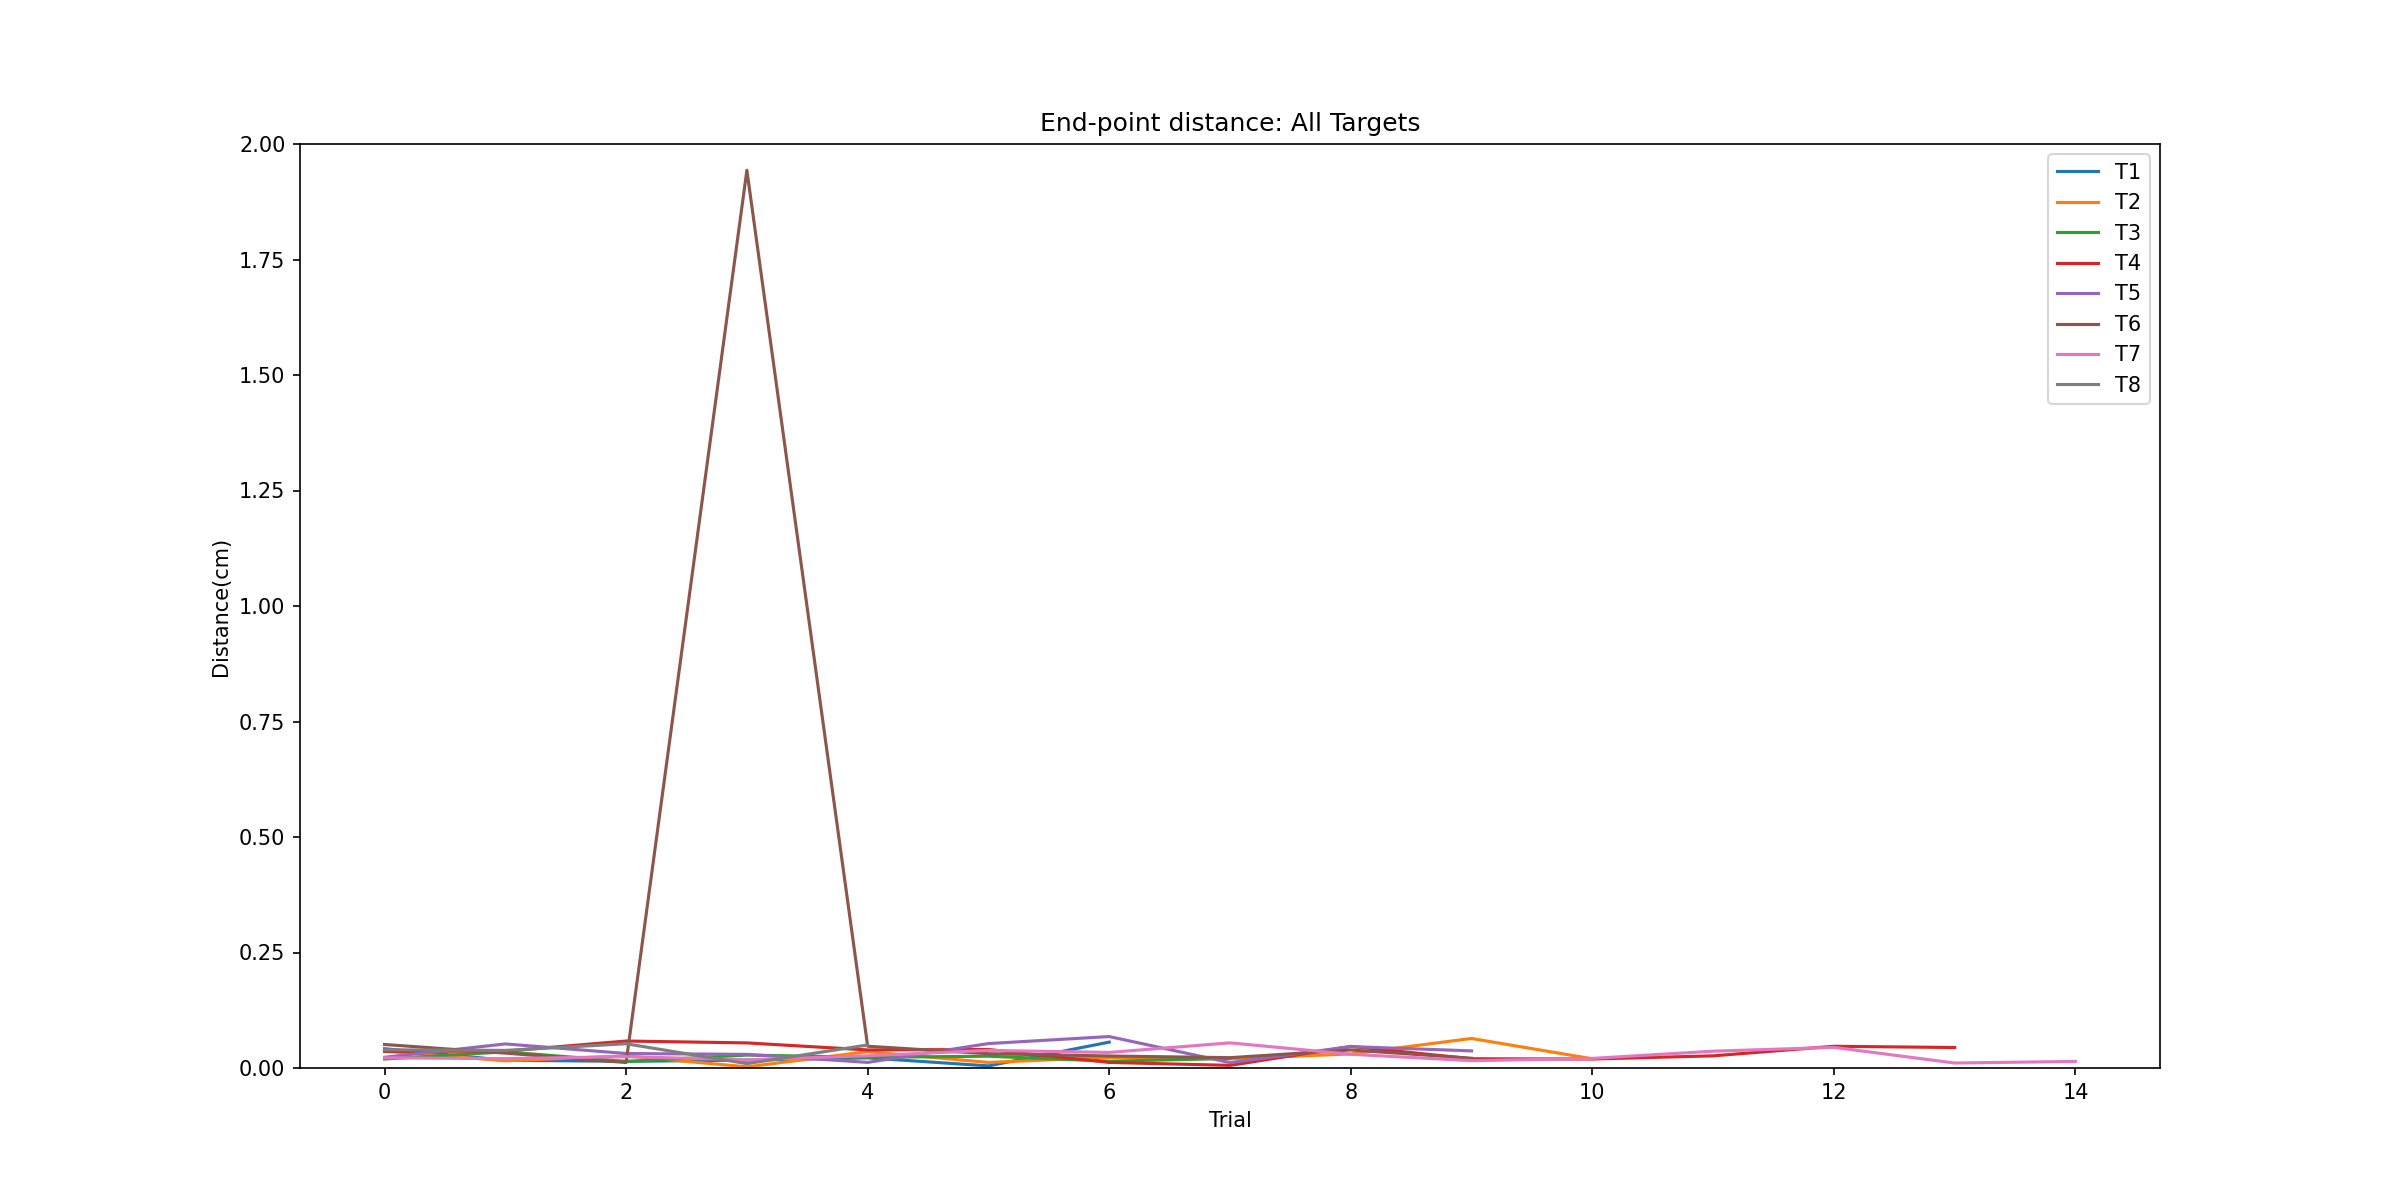 End-point distance: All Targets
2.00
1.75
1.50
1.25
1.00
0.75
0.50
0.25
0.00
Distance(cm)
0 2 4 6 8 10 12 14
Trial
T1
T2
T3
T4
T5
T6
T7
T8